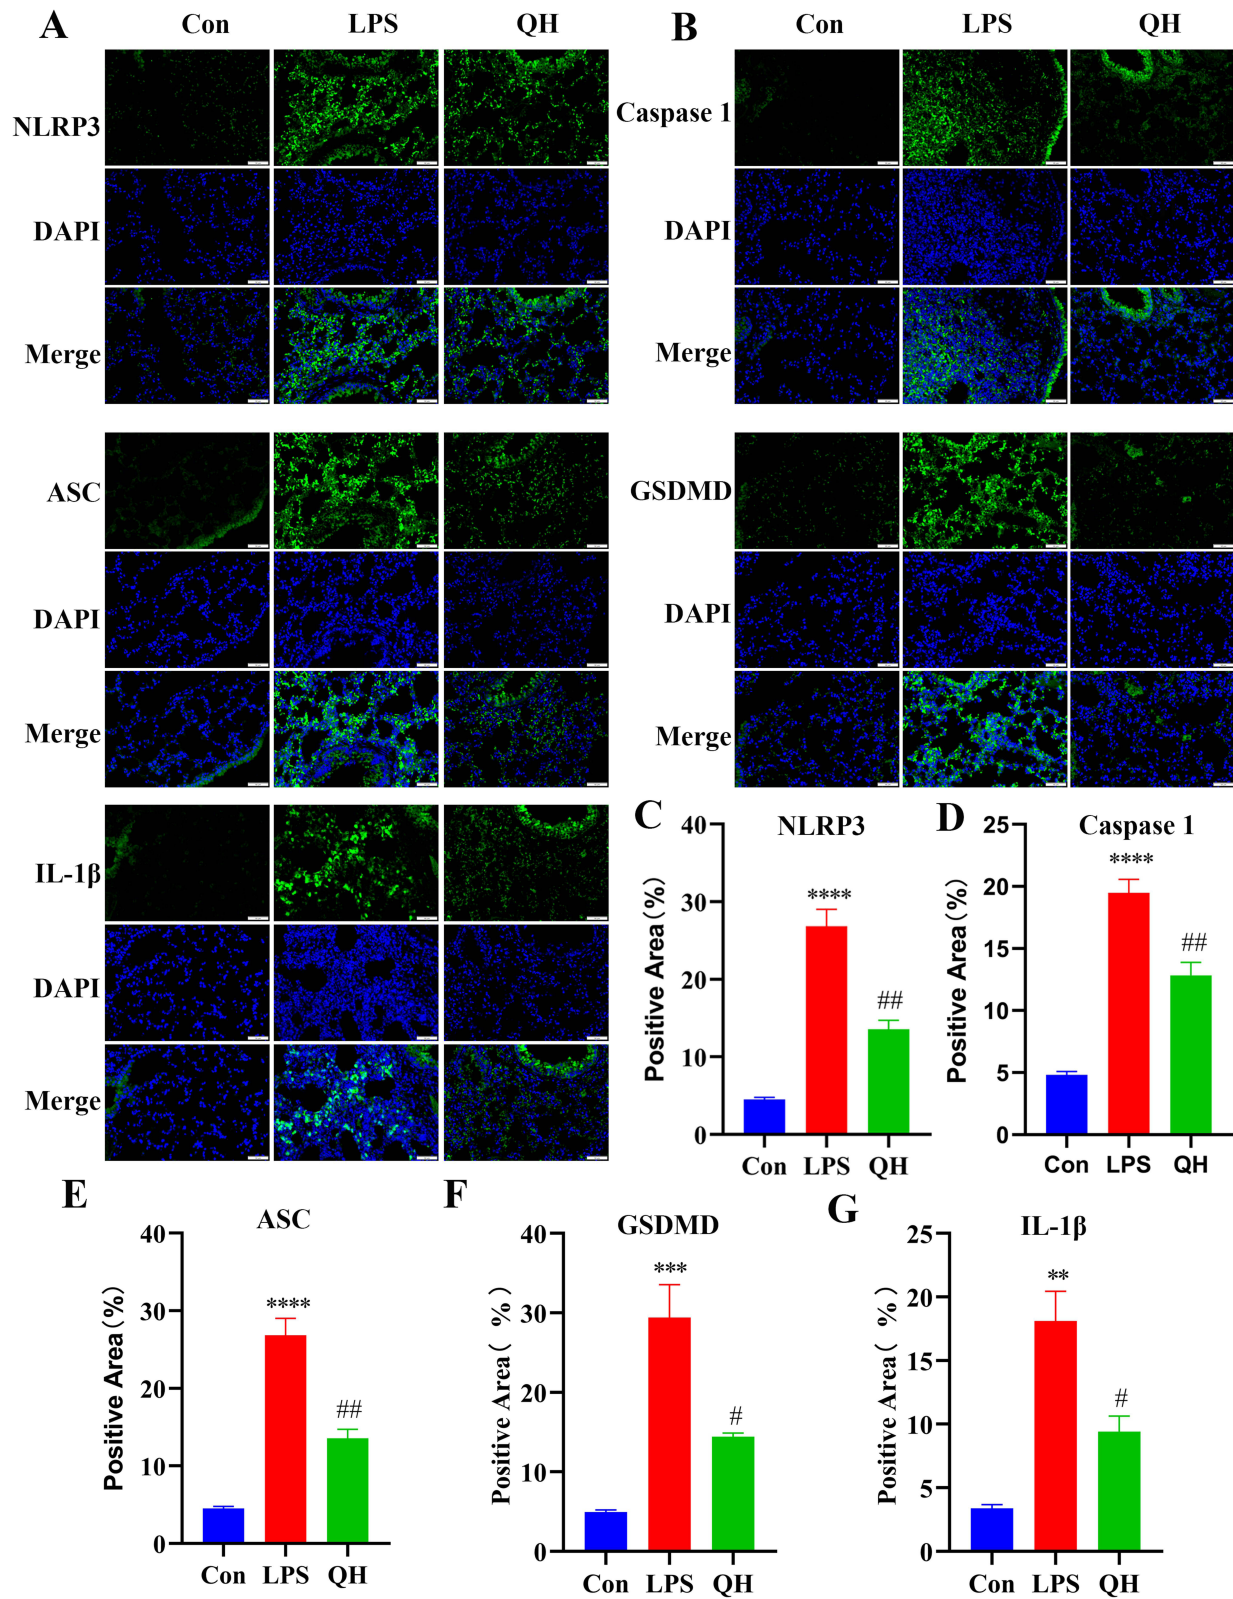 A
Con LPS QH
NLRP3
DAPI
Merge
ASC
DAPI
Merge
IL-1β
DAPI
Merge
B
Con LPS QH
Caspase 1
DAPI
Merge
GSDMD
DAPI
Merge
C
NLRP3
Positive Area(%)
40
30
20
10
0
****
##
Con LPS QH
D
Caspase 1
Positive Area(%)
25
20
15
10
5
0
****
##
Con LPS QH
E
ASC
Positive Area(%)
40
30
20
10
0
****
##
Con LPS QH
F
GSDMD
Positive Area( %)
40
30
20
10
0
***
#
Con LPS QH
G
IL-1β
Positive Area( %)
25
20
15
10
5
0
**
#
Con LPS QH